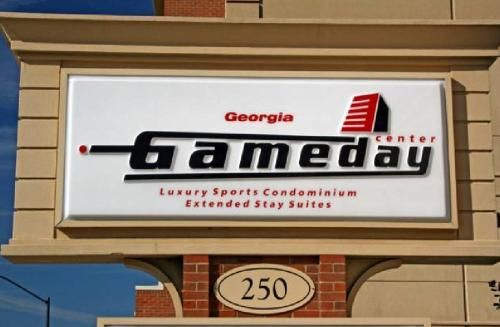 Georgia
Gameday
center
Luxury Sports Condominium
Extended Stay Suites
250